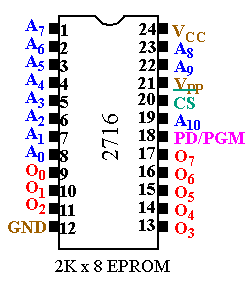 A7 1 24 VCC
A6 2 23 A8
A5 3 22 A9
A4 4 21 Vpp
A3 5 20 CS
A2 6 19 A10
A1 7 18 PD/PGM
A0 8 17 O7
O0 9 16 O6
O1 10 15 O5
O2 11 14 O4
GND 12 13 O3
2716
2K x 8 EPROM